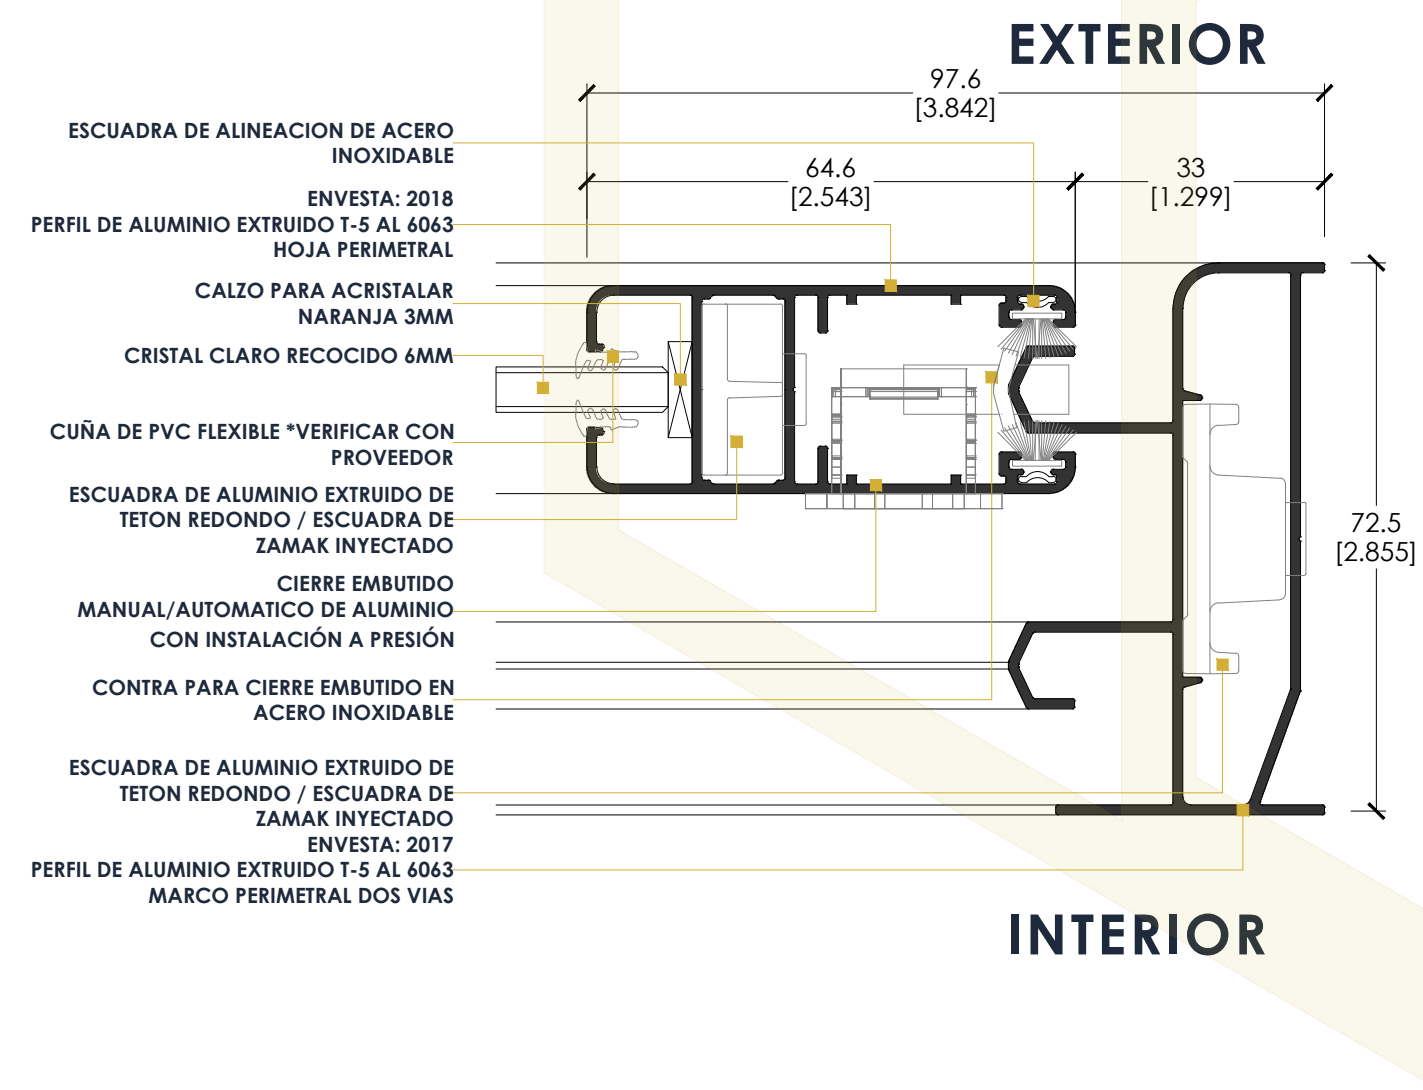 EXTERIOR
97.6
[3.842]
64.6
[2.543]
33
[1.299]
ESCUADRA DE ALINEACION DE ACERO
INOXIDABLE
ENVESTA: 2018
PERFIL DE ALUMINIO EXTRUIDO T-5 AL 6063
HOJA PERIMETRAL
CALZO PARA ACRISTALAR
NARANJA 3MM
CRISTAL CLARO RECOCIDO 6MM
CUÑA DE PVC FLEXIBLE *VERIFICAR CON
PROVEEDOR
ESCUADRA DE ALUMINIO EXTRUIDO DE
TETON REDONDO / ESCUADRA DE
ZAMAK INYECTADO
CIERRE EMBUTIDO
MANUAL/AUTOMATICO DE ALUMINIO
CON INSTALACIÓN A PRESIÓN
CONTRA PARA CIERRE EMBUTIDO EN
ACERO INOXIDABLE
ESCUADRA DE ALUMINIO EXTRUIDO DE
TETON REDONDO / ESCUADRA DE
ZAMAK INYECTADO
ENVESTA: 2017
PERFIL DE ALUMINIO EXTRUIDO T-5 AL 6063
MARCO PERIMETRAL DOS VIAS
72.5
[2.855]
INTERIOR